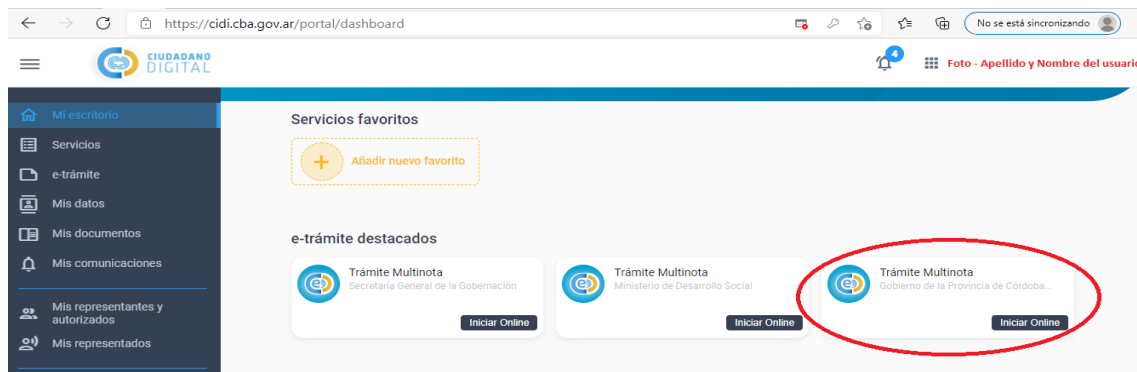 https://cidi.cba.gov.ar/portal/dashboard
No se está sincronizando
CIUDADANO
DIGITAL
4
Foto - Apellido y Nombre del usuario
Mi escritorio
Servicios
e-trámite
Mis datos
Mis documentos
Mis comunicaciones
Mis representantes y
autorizados
Mis representados
Servicios favoritos
+
Añadir nuevo favorito
e-trámite destacados
Trámite Multinota
Secretaría General de la Gobernación
Iniciar Online
Trámite Multinota
Ministerio de Desarrollo Social
Iniciar Online
Trámite Multinota
Gobierno de la Provincia de Córdoba...
Iniciar Online